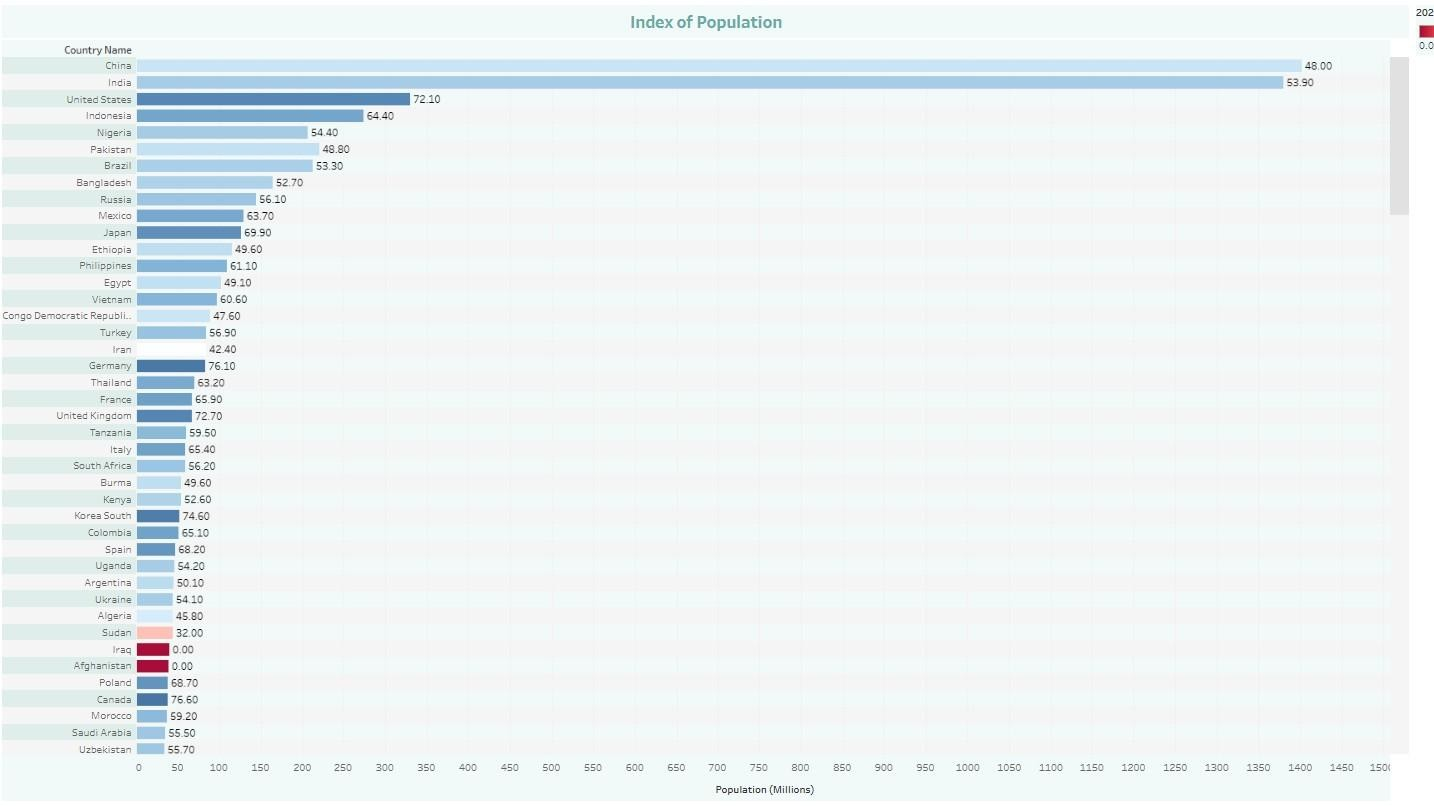 Index of Population
202
0.0
Country Name
China 48.00
India 53.90
United States 72.10
Indonesia 64.40
Nigeria 54.40
Pakistan 48.80
Brazil 53.30
Bangladesh 52.70
Russia 56.10
Mexico 63.70
Japan 69.90
Ethiopia 49.60
Philippines 61.10
Egypt 49.10
Vietnam 60.60
Congo Democratic Republi.. 47.60
Turkey 56.90
Iran 42.40
Germany 76.10
Thailand 63.20
France 65.90
United Kingdom 72.70
Tanzania 59.50
Italy 65.40
South Africa 56.20
Burma 49.60
Kenya 52.60
Korea South 74.60
Colombia 65.10
Spain 68.20
Uganda 54.20
Argentina 50.10
Ukraine 54.10
Algeria 45.80
Sudan 32.00
Iraq 0.00
Afghanistan 0.00
Poland 68.70
Canada 76.60
Morocco 59.20
Saudi Arabia 55.50
Uzbekistan 55.70
0 50 100 150 200 250 300 350 400 450 500 550 600 650 700 750 800 850 900 950 1000 1050 1100 1150 1200 1250 1300 1350 1400 1450 1500
Population (Millions)